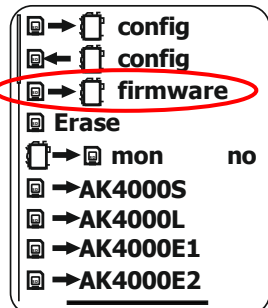 config
config
firmware
Erase
mon no
AK4000S
AK4000L
AK4000E1
AK4000E2